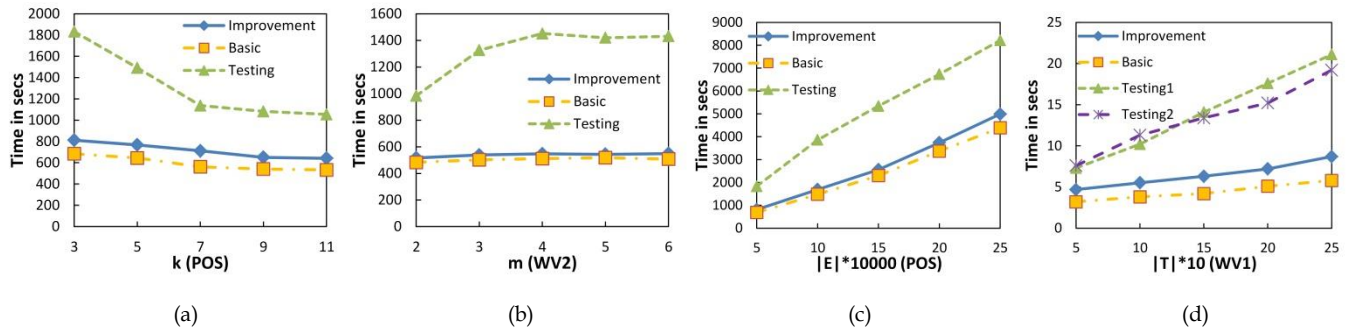 2000
1800
1600
1400
1200
1000
800
600
400
200
0
Time in secs
Improvement
Basic
Testing
3 5 7 9 11
k (POS)
(a)
1600
1400
1200
1000
800
600
400
200
0
Time in secs
Improvement
Basic
Testing
2 3 4 5 6
m (WV2)
(b)
9000
8000
7000
6000
5000
4000
3000
2000
1000
0
Time in secs
Improvement
Basic
Testing
5 10 15 20 25
|E|*10000 (POS)
(c)
25
20
15
10
5
0
Time in secs
Improvement
Basic
Testing1
Testing2
5 10 15 20 25
|T|*10 (WV1)
(d)